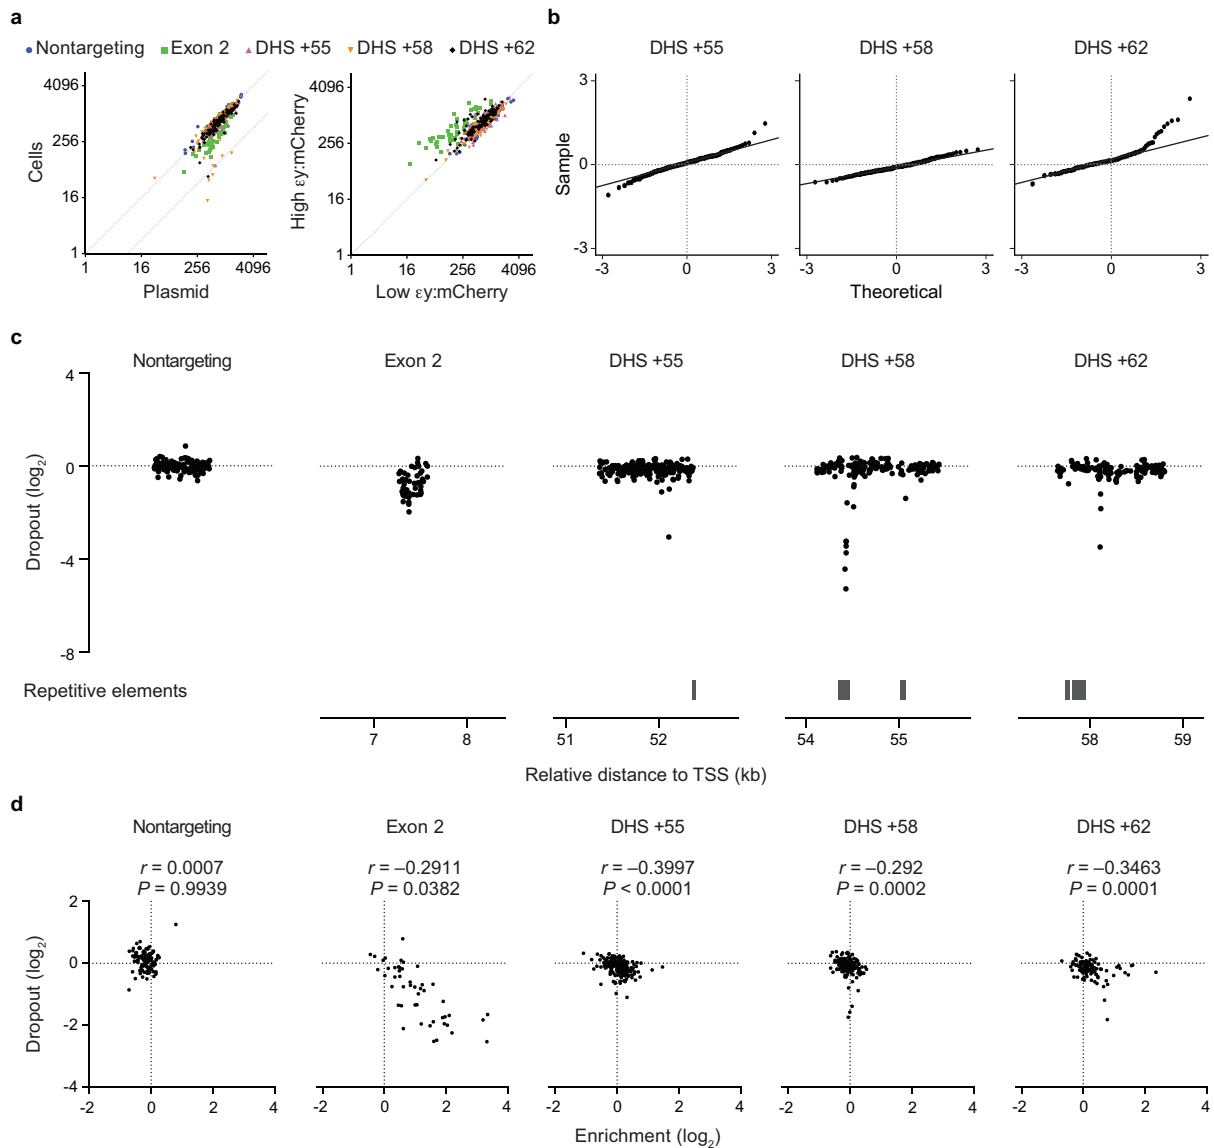 a
Nontargeting Exon 2 DHS +55 DHS +58 DHS +62
4096
256
16
1
Cells
1 16 256 4096
Plasmid
4096
256
16
1
High εy:mCherry
1 16 256 4096
Low εy:mCherry
b
DHS +55 DHS +58 DHS +62
3
0
-3
Sample
-3 0 3 -3 0 3 -3 0 3
Theoretical
c
Nontargeting Exon 2 DHS +55 DHS +58 DHS +62
4
0
-4
-8
Dropout (log2)
Repetitive elements
7 8 51 52 54 55 58 59
Relative distance to TSS (kb)
d
Nontargeting Exon 2 DHS +55 DHS +58 DHS +62
r = 0.0007 r = –0.2911 r = –0.3997 r = –0.292 r = –0.3463
P = 0.9939 P = 0.0382 P < 0.0001 P = 0.0002 P = 0.0001
2
0
-2
-4
Dropout (log2)
-2 0 2 4 -2 0 2 4 -2 0 2 4 -2 0 2 4 -2 0 2 4
Enrichment (log2)